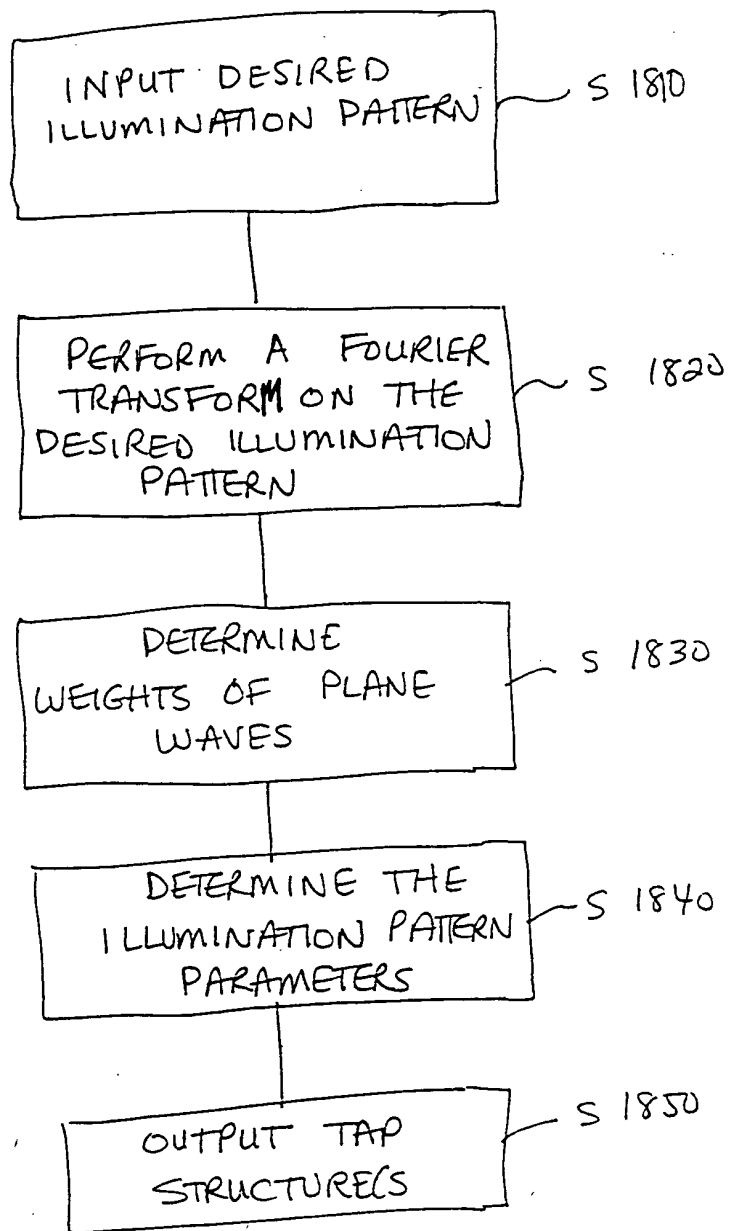 INPUT DESIRED
ILLUMINATION PATTERN
S 1810
PERFORM A FOURIER
TRANSFORM ON THE
DESIRED ILLUMINATION
PATTERN
S 1820
DETERMINE
WEIGHTS OF PLANE
WAVES
S 1830
DETERMINE THE
ILLUMINATION PATTERN
PARAMETERS
S 1840
OUTPUT TAP
STRUCTURE(S
S 1850